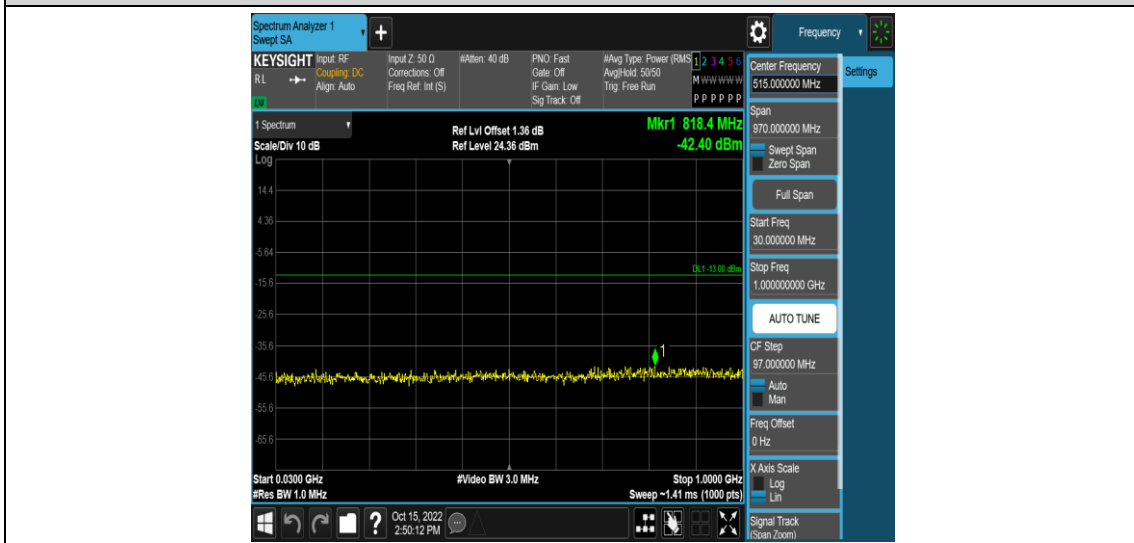 Spectrum Analyzer 1
Swept SA
+
Frequency
KEYSIGHT
RL
LXI
Input: RF
Coupling: DC
Align: Auto
Input Z: 50 Ω
Corrections: Off
Freq Ref: Int (S)
#Atten: 40 dB
PNO: Fast
Gate: Off
IF Gain: Low
Sig Track: Off
#Avg Type: Power (RMS
Avg|Hold: 50/50
Trig: Free Run
1 2 3 4 5 6
M W W W W W
P P P P P P
1 Spectrum
Scale/Div 10 dB
Ref Lvl Offset 1.36 dB
Ref Level 24.36 dBm
Mkr1 818.4 MHz
-42.40 dBm
Log
14.4
4.36
-5.64
-15.6
-25.6
-35.6
-45.6
-55.6
-65.6
DL1 -13.00 dBm
1
Start 0.0300 GHz
#Res BW 1.0 MHz
#Video BW 3.0 MHz
Stop 1.0000 GHz
Sweep ~1.41 ms (1000 pts)
?
Oct 15, 2022
2:50:12 PM
Center Frequency
515.000000 MHz
Settings
Span
970.000000 MHz
Swept Span
Zero Span
Full Span
Start Freq
30.000000 MHz
Stop Freq
1.000000000 GHz
AUTO TUNE
CF Step
97.000000 MHz
Auto
Man
Freq Offset
0 Hz
X Axis Scale
Log
Lin
Signal Track
(Span Zoom)